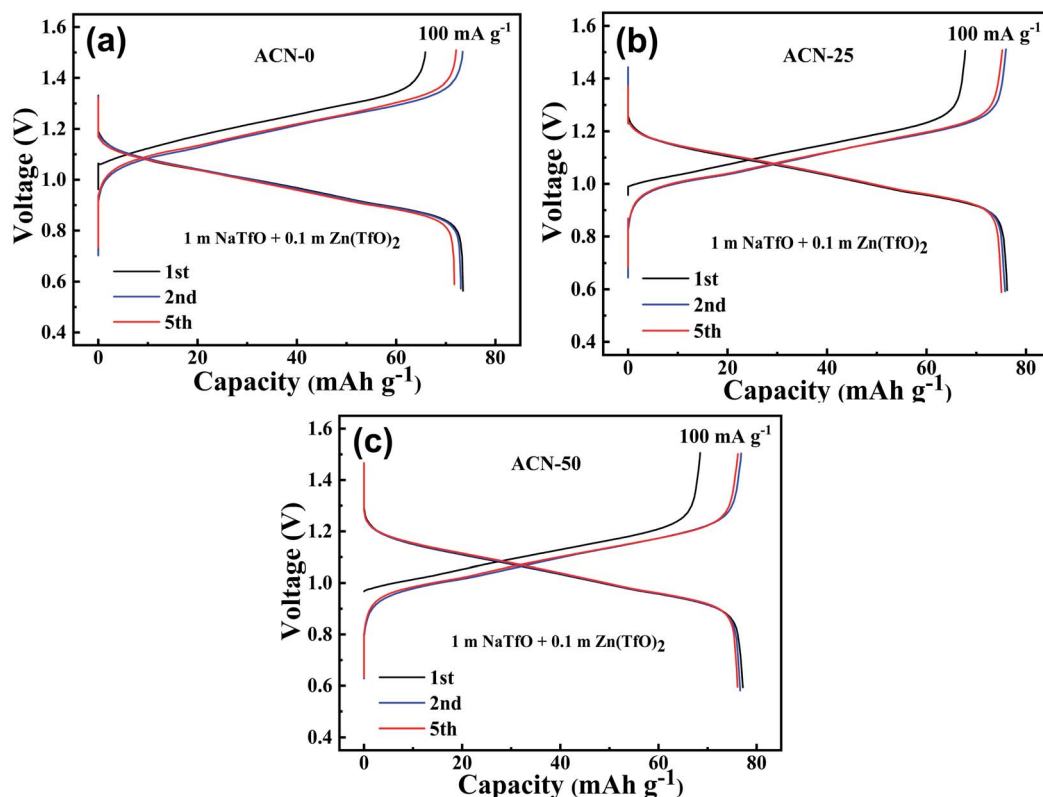 (a)
ACN-0
100 mA g⁻¹
1.6
1.4
1.2
1.0
0.8
0.6
0.4
Voltage (V)
1 m NaTfO + 0.1 m Zn(TfO)₂
1st
2nd
5th
0 20 40 60 80
Capacity (mAh g⁻¹)
(b)
ACN-25
100 mA g⁻¹
1.6
1.4
1.2
1.0
0.8
0.6
0.4
Voltage (V)
1 m NaTfO + 0.1 m Zn(TfO)₂
1st
2nd
5th
0 20 40 60 80
Capacity (mAh g⁻¹)
(c)
ACN-50
100 mA g⁻¹
1.6
1.4
1.2
1.0
0.8
0.6
0.4
Voltage (V)
1 m NaTfO + 0.1 m Zn(TfO)₂
1st
2nd
5th
0 20 40 60 80
Capacity (mAh g⁻¹)